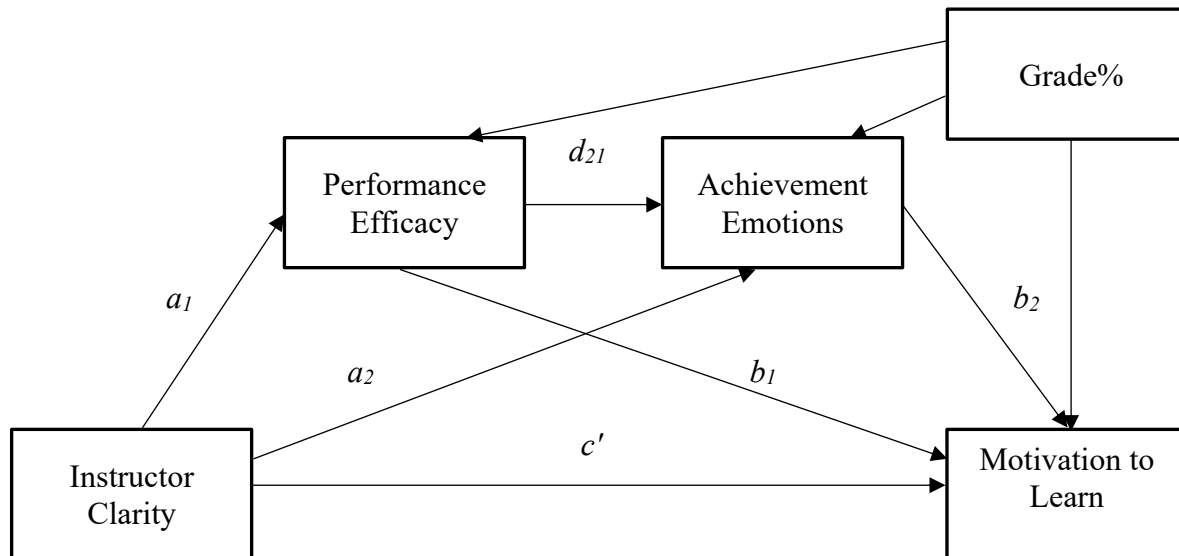 Grade%
d21
Performance
Efficacy
Achievement
Emotions
a1
b2
a2
b1
c'
Instructor
Clarity
Motivation to
Learn